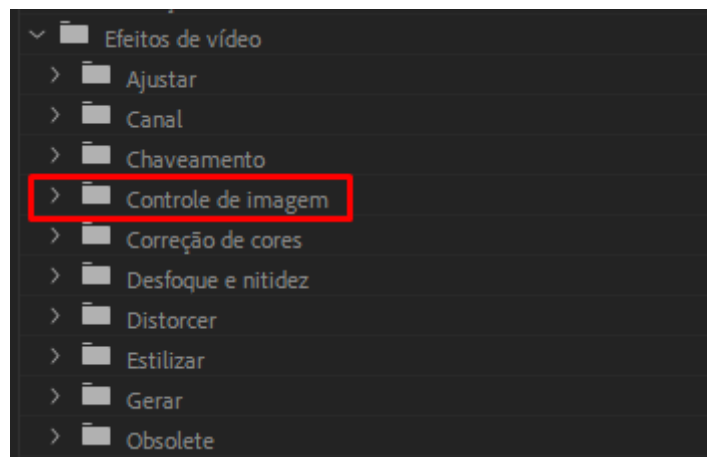 Efeitos de vídeo
Ajustar
Canal
Chaveamento
Controle de imagem
Correção de cores
Desfoque e nitidez
Distorcer
Estilizar
Gerar
Obsolete